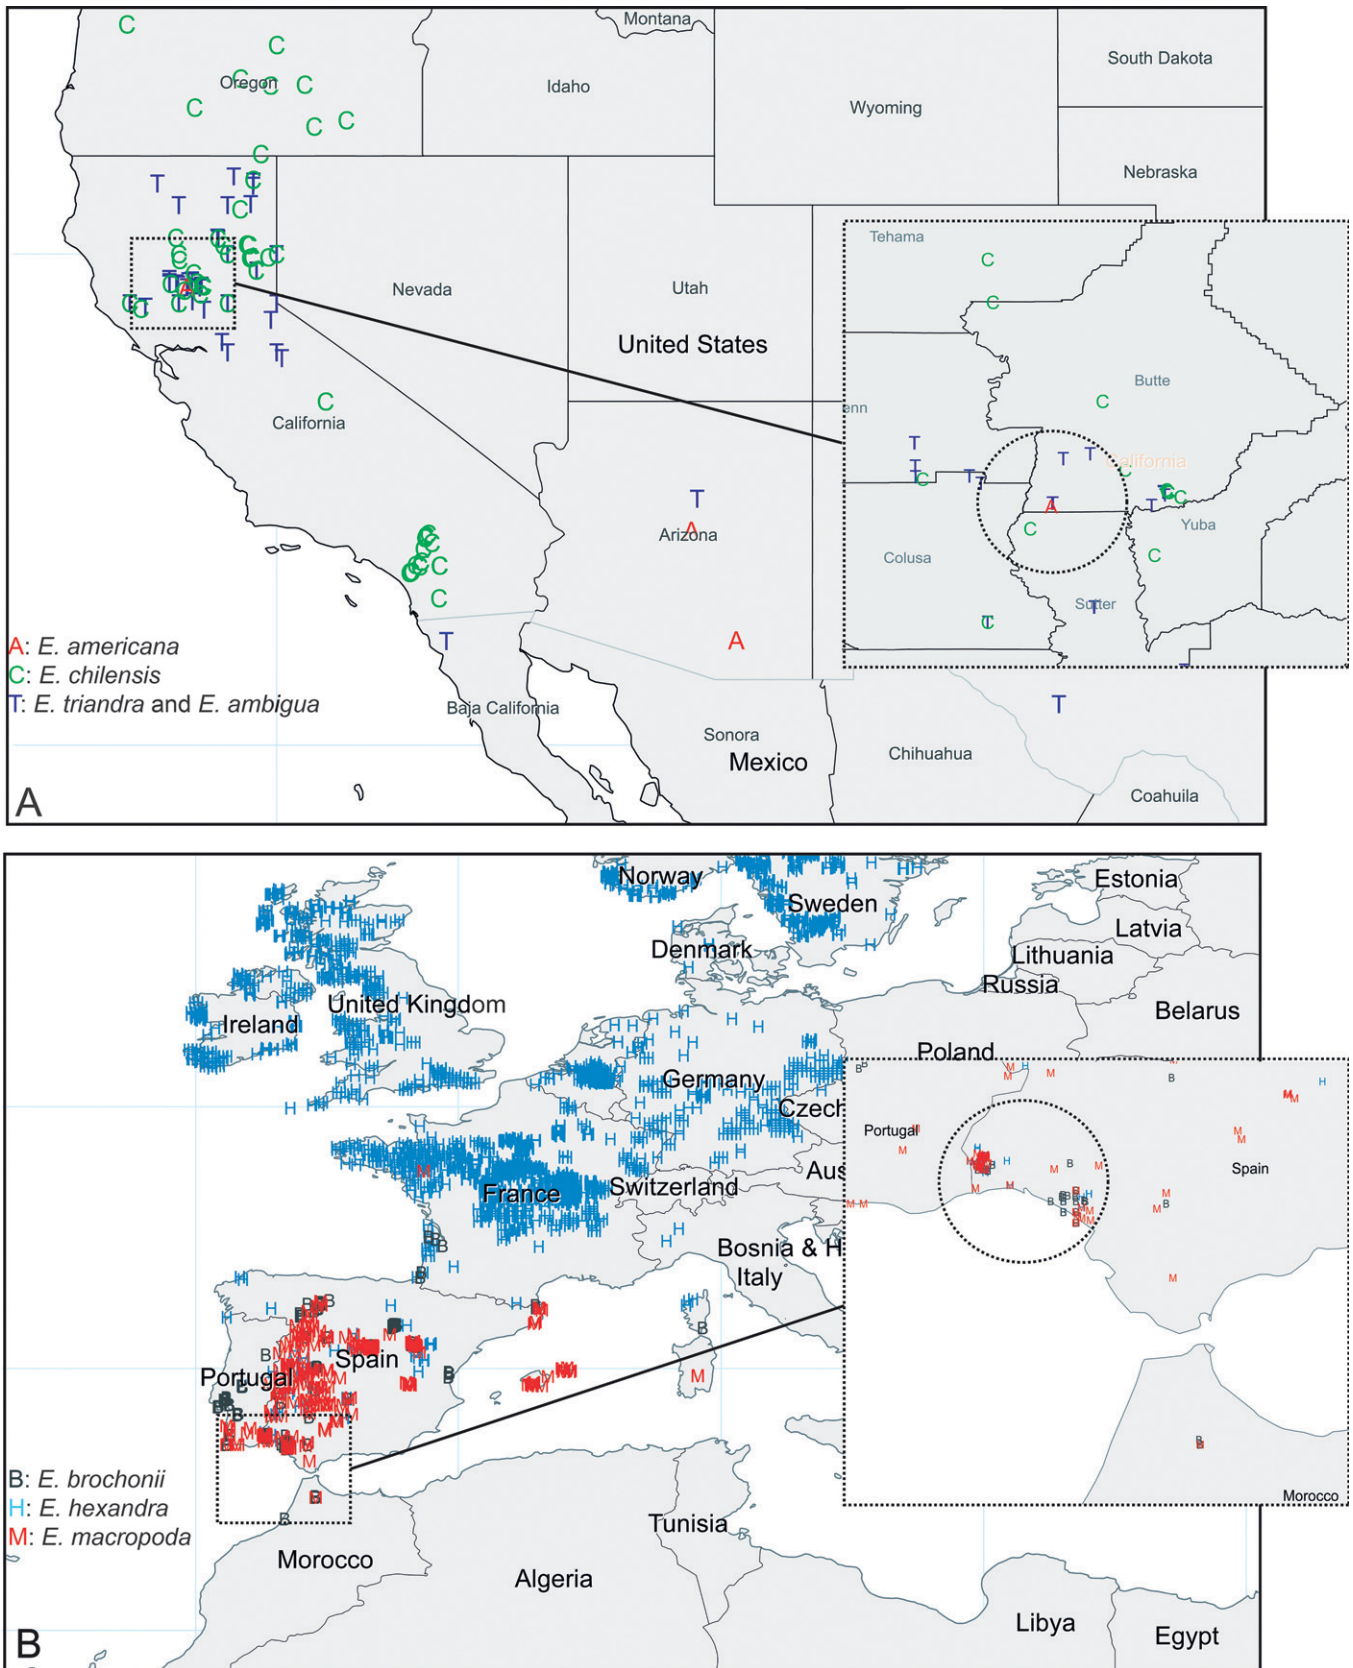 Montana
South Dakota
Oregon
Idaho
Wyoming
Nebraska
Tehama
Nevada
Utah
United States
Butte
enn
California
California
Arizona
Yuba
Colusa
Sutter
A: E. americana
C: E. chilensis
T: E. triandra and E. ambigua
Baja California
Sonora
Mexico
Chihuahua
Coahuila
A
Norway
Estonia
Sweden
Latvia
Denmark
Lithuania
Russia
United Kingdom
Belarus
Ireland
Poland
Germany
Czech
Portugal
Aus
Spain
France
Switzerland
Bosnia & H
Italy
Spain
Portugal
B: E. brochonii
H: E. hexandra
M: E. macropoda
Morocco
Tunisia
Morocco
Algeria
Libya
Egypt
B